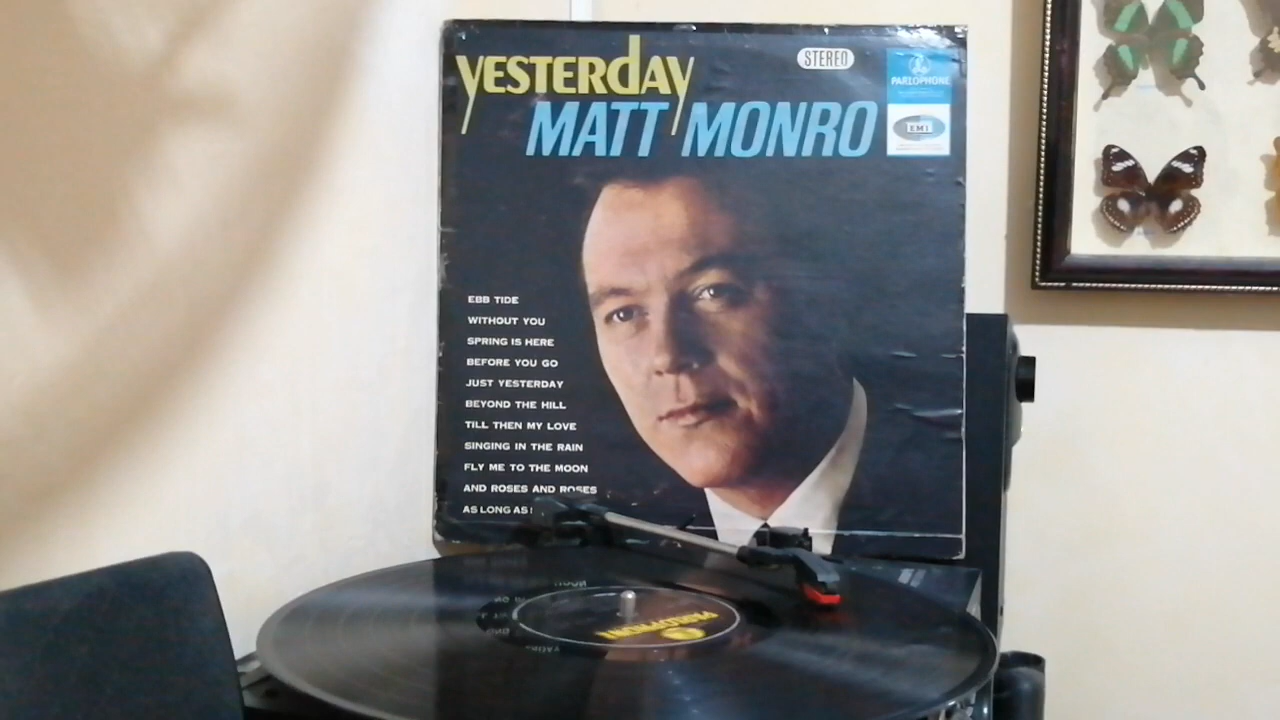 YESTERdAY
STEREO
MATT MONRO
PARLOPHONE
EMI
EBB TIDE
WITHOUT YOU
SPRING IS HERE
BEFORE YOU GO
JUST YESTERDAY
BEYOND THE HILL
TILL THEN MY LOVE
SINGING IN THE RAIN
FLY ME TO THE MOON
AND ROSES AND ROSES
AS LONG AS
PARLOPHONE